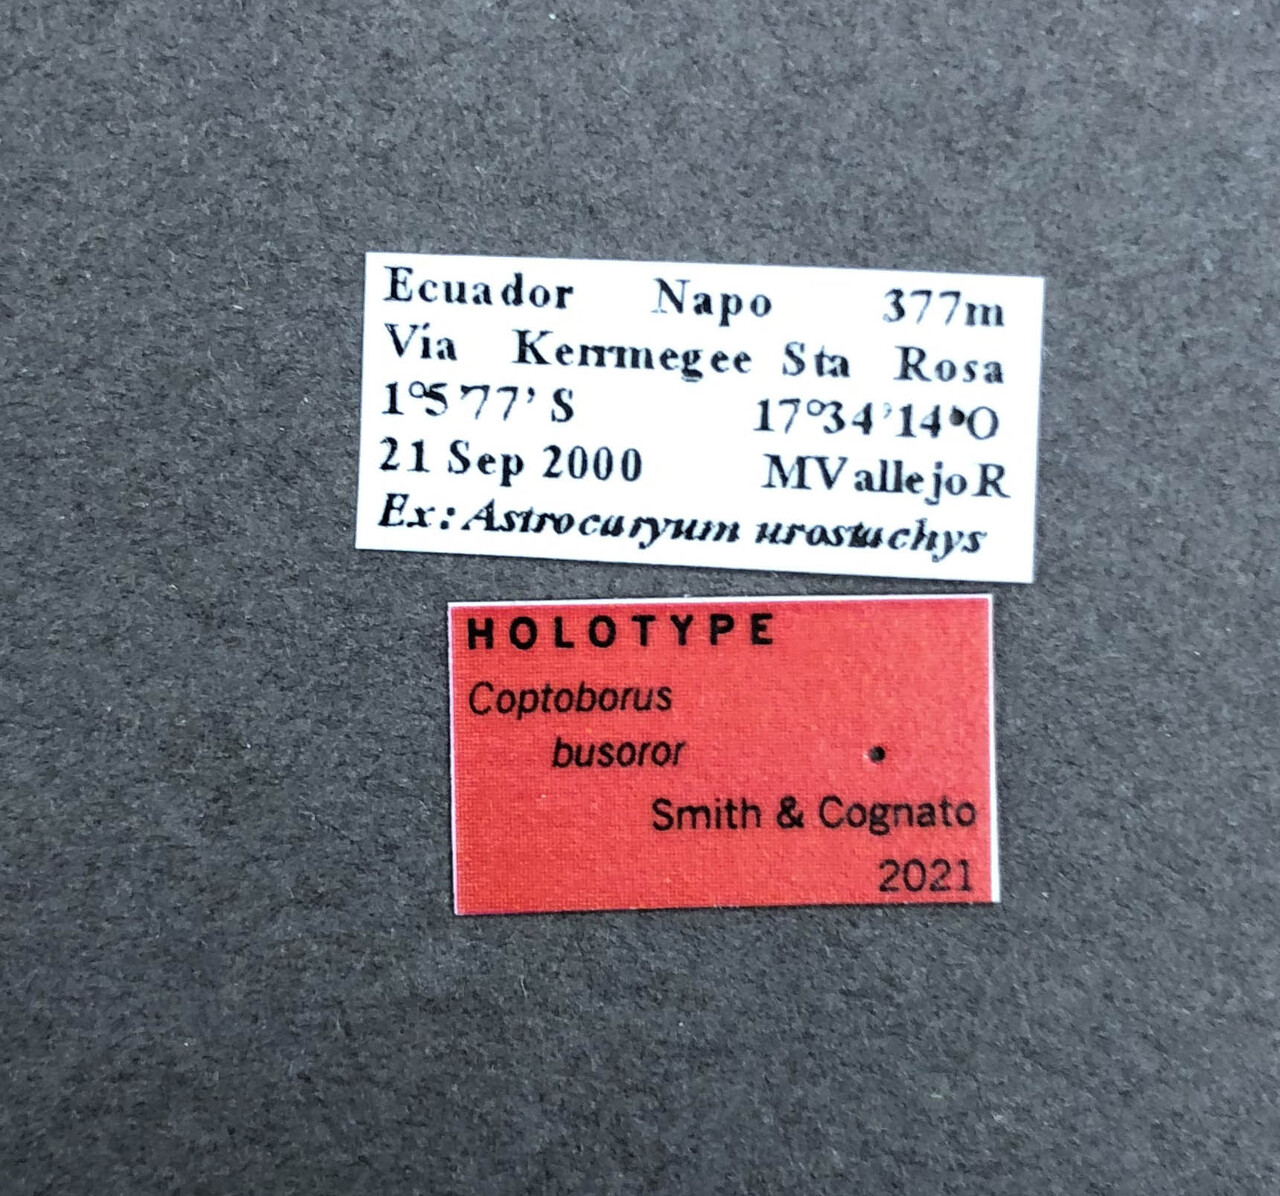 Ecuador Napo 377m
Vía Kerrmegee Sta Rosa
1°5'77' S 17°34'14"O
21 Sep 2000 MVallejoR
Ex: Astrocaryum urostachys
HOLOTYPE
Coptoborus
busoror
Smith & Cognato
2021